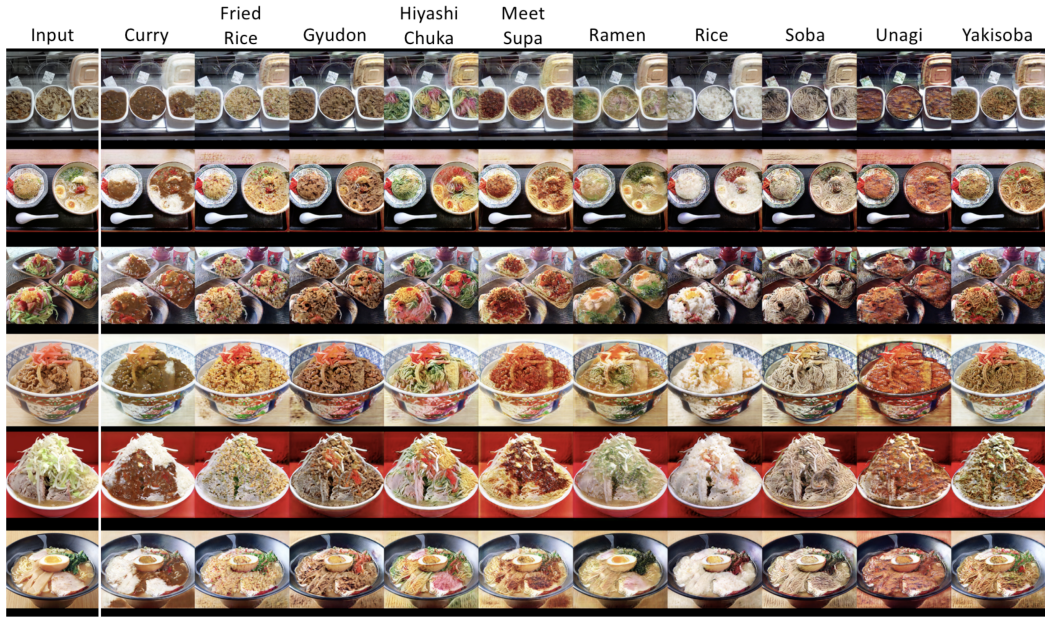 Input
Curry
Fried
Rice
Gyudon
Hiyashi
Chuka
Meet
Supa
Ramen
Rice
Soba
Unagi
Yakisoba